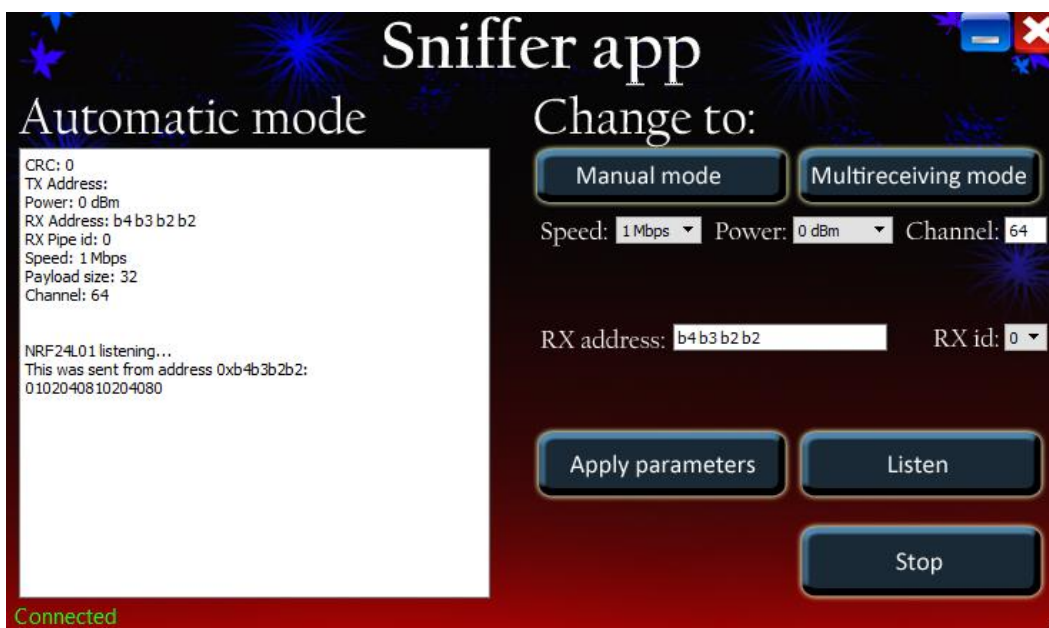 Sniffer app
Automatic mode
CRC: 0
TX Address:
Power: 0 dBm
RX Address: b4 b3 b2 b2
RX Pipe id: 0
Speed: 1 Mbps
Payload size: 32
Channel: 64
NRF24L01 listening...
This was sent from address 0xb4b3b2b2:
0102040810204080
Connected
Change to:
Manual mode Multireceiving mode
Speed: 1 Mbps Power: 0 dBm Channel: 64
RX address: b4 b3 b2 b2 RX id: 0
Apply parameters Listen
Stop